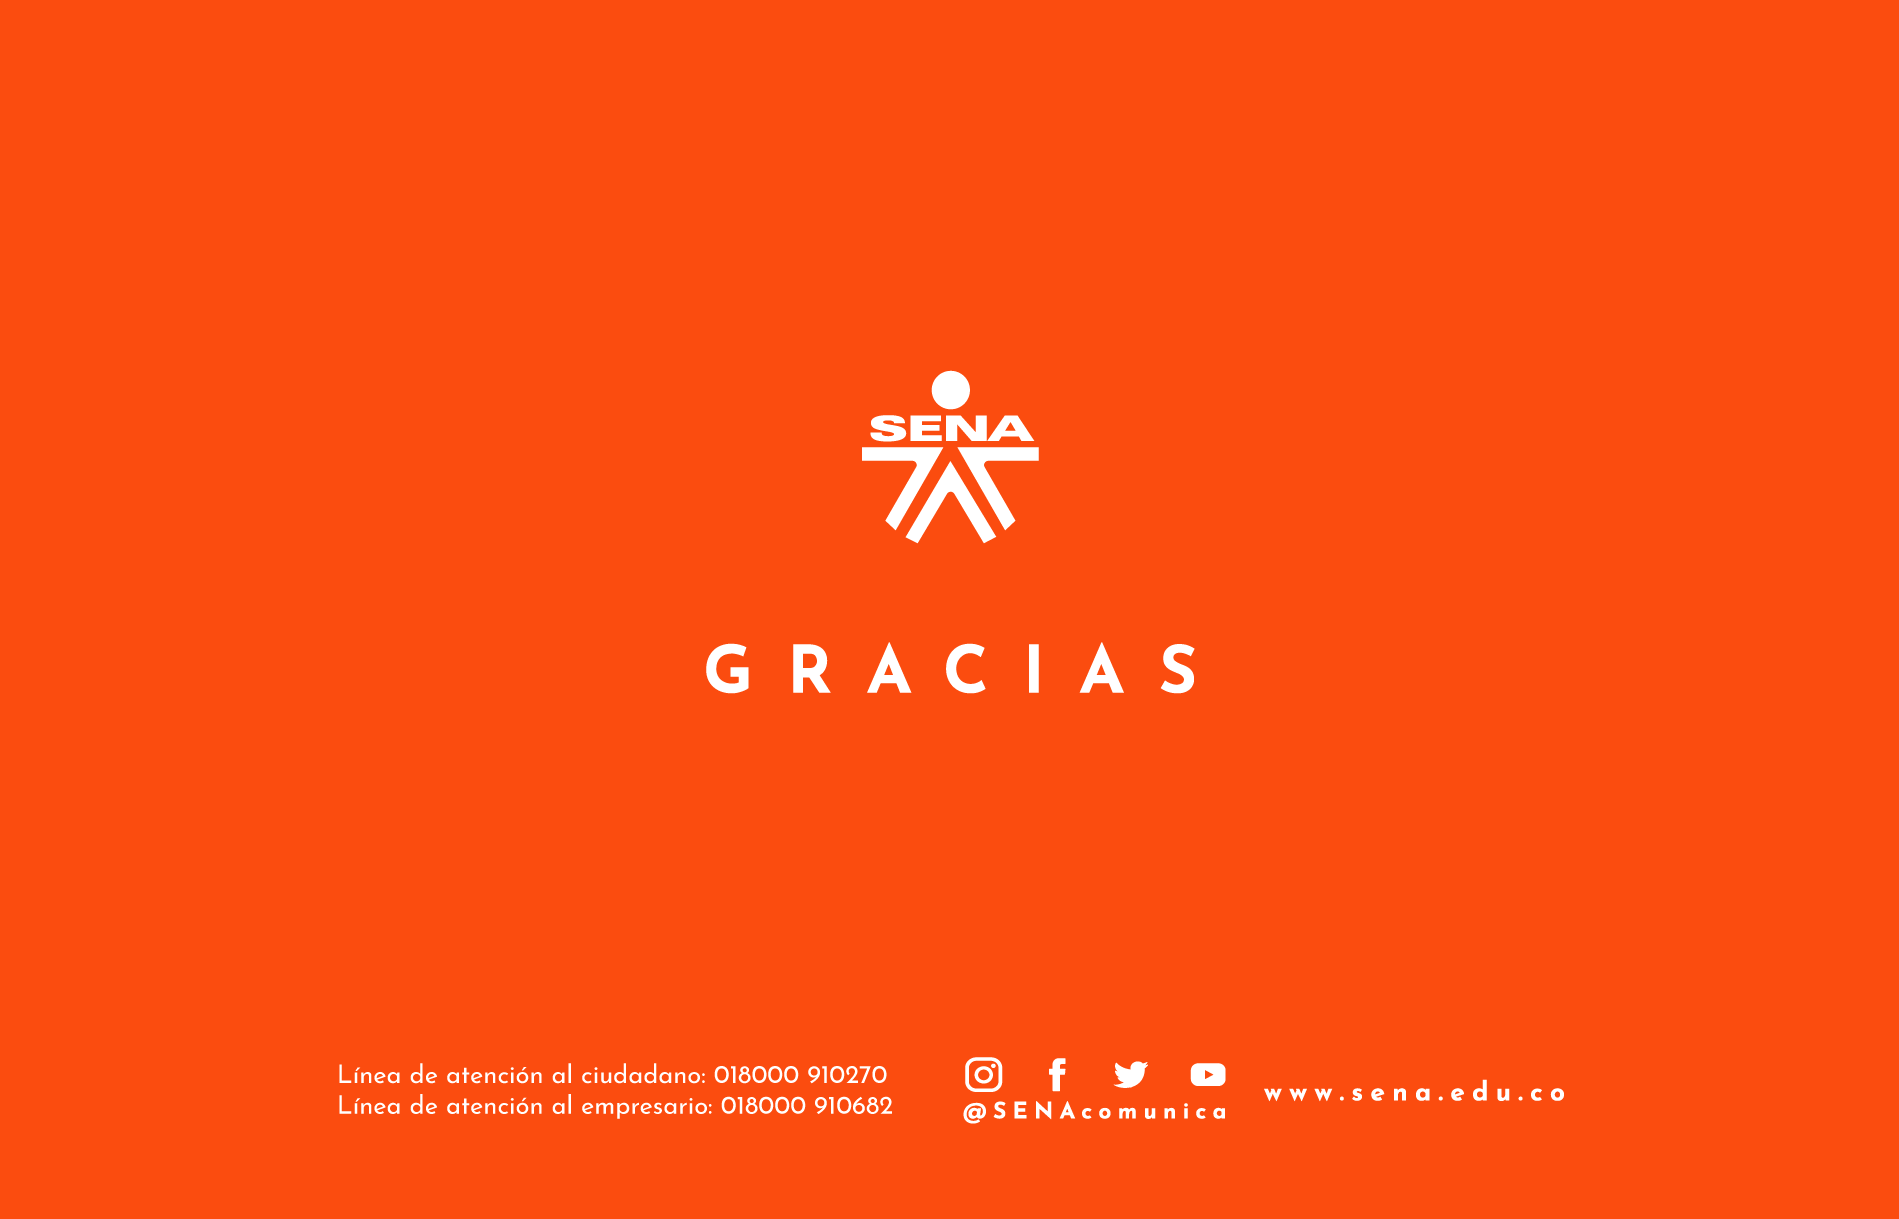 SENA
GRACIAS
Línea de atención al ciudadano: 018000 910270
Línea de atención al empresario: 018000 910682
@SENAcomunica
www.sena.edu.co